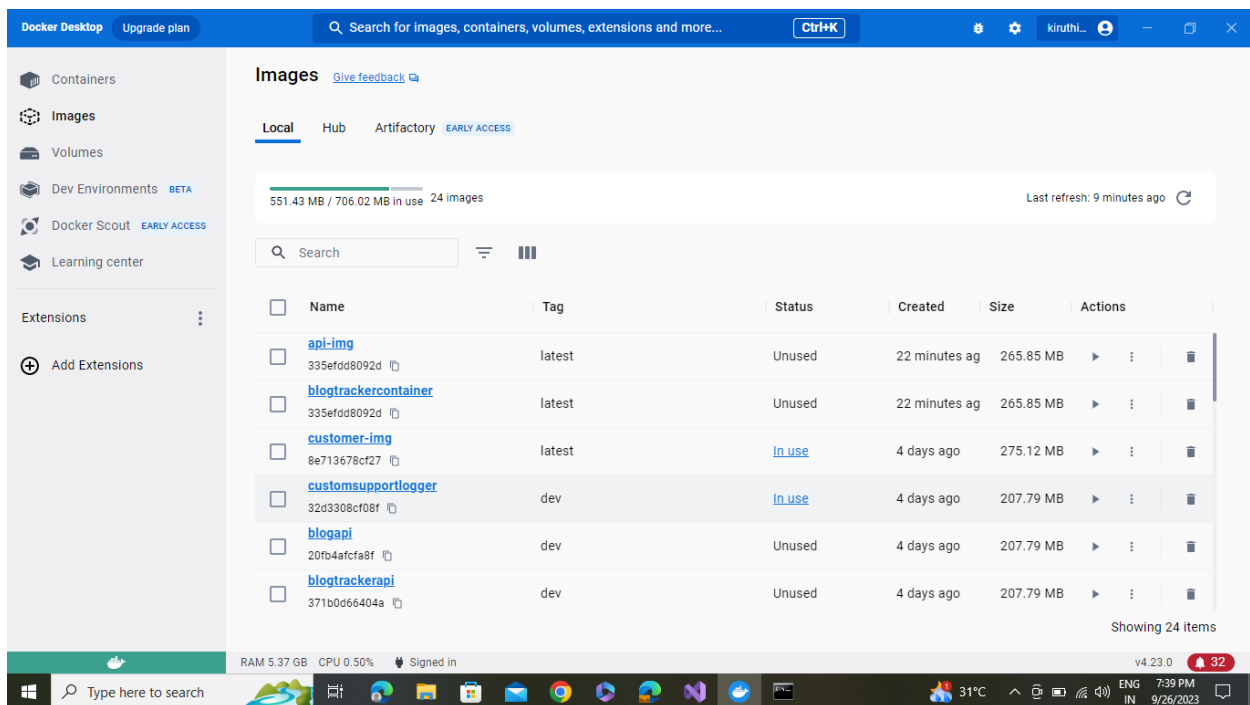 Docker Desktop Upgrade plan Search for images, containers, volumes, extensions and more... Ctrl+K kiruthi...
Containers
Images
Volumes
Dev Environments BETA
Docker Scout EARLY ACCESS
Learning center
Extensions
Add Extensions
Images Give feedback
Local Hub Artifactory EARLY ACCESS
551.43 MB / 706.02 MB in use 24 images Last refresh: 9 minutes ago
Search
Name Tag Status Created Size Actions
api-img latest Unused 22 minutes ag 265.85 MB
335efdd8092d
blogtrackercontainer latest Unused 22 minutes ag 265.85 MB
335efdd8092d
customer-img latest In use 4 days ago 275.12 MB
8e713678cf27
customsupportlogger dev In use 4 days ago 207.79 MB
32d3308cf08f
blogapi dev Unused 4 days ago 207.79 MB
20fb4afcfa8f
blogtrackerapi dev Unused 4 days ago 207.79 MB
371b0d66404a
Showing 24 items
RAM 5.37 GB CPU 0.50% Signed in v4.23.0 32
Type here to search 31°C ENG 7:39 PM
IN 9/26/2023